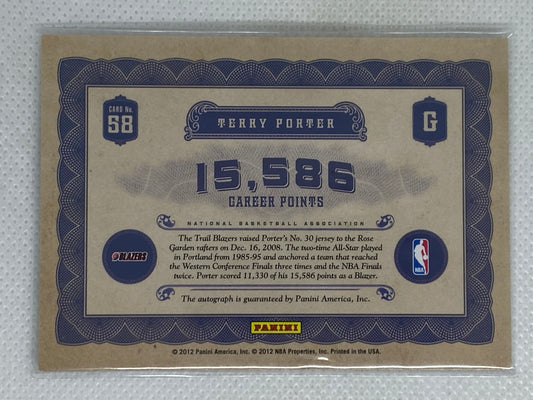 CARD No.
58
TERRY PORTER
G
15,586
CAREER POINTS
NATIONAL BASKETBALL ASSOCIATION
The Trail Blazers raised Porter's No. 30 jersey to the Rose
Garden rafters on Dec. 16, 2008. The two-time All-Star played
in Portland from 1985-95 and anchored a team that reached
the Western Conference Finals three times and the NBA Finals
twice. Porter scored 11,330 of his 15,586 points as a Blazer.
BLAZERS
NBA
The autograph is guaranteed by Panini America, Inc.
PANINI
© 2012 Panini America, Inc. © 2012 NBA Properties, Inc. Printed in the USA.